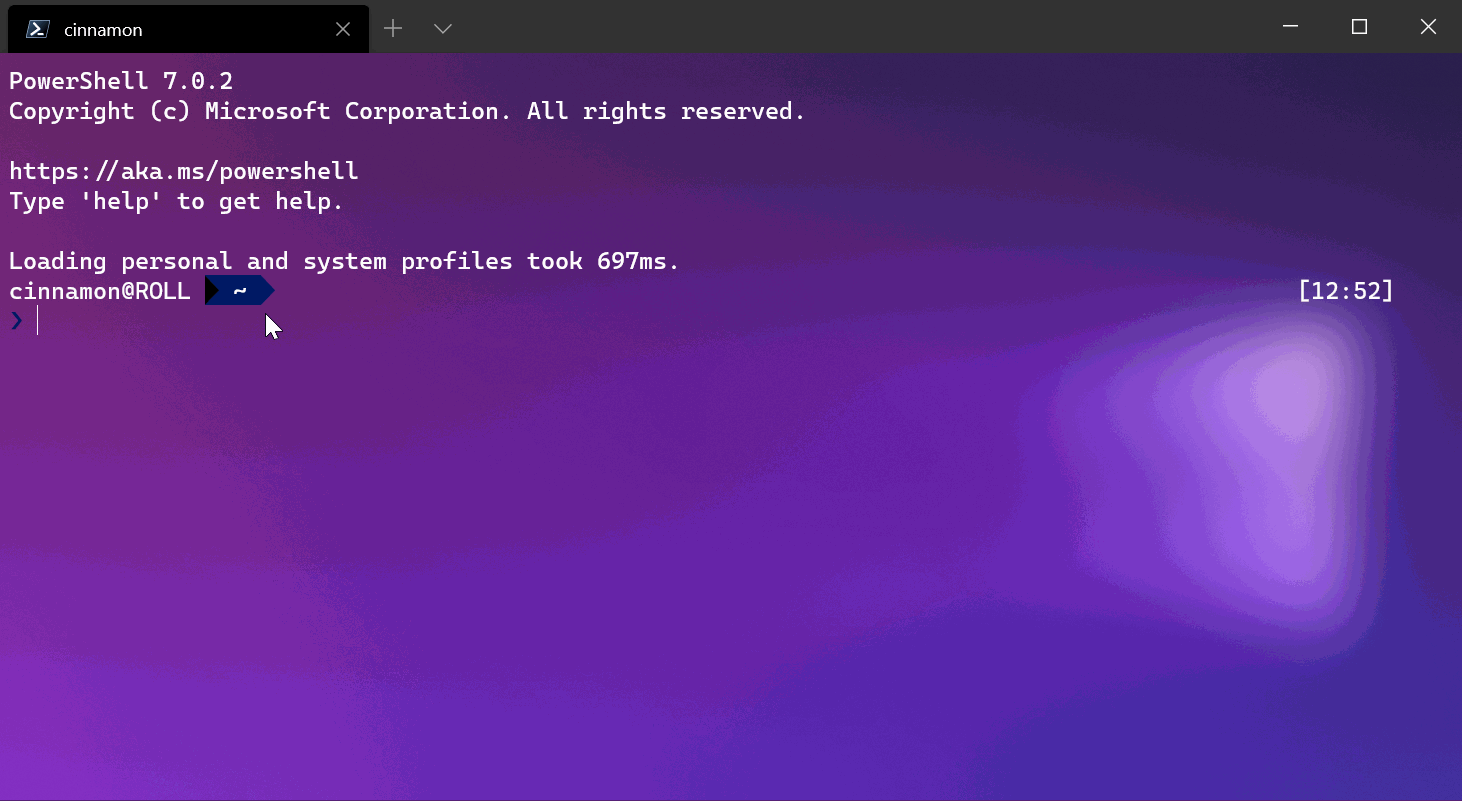 cinnamon
PowerShell 7.0.2
Copyright (c) Microsoft Corporation. All rights reserved.
https://aka.ms/powershell
Type 'help' to get help.
Loading personal and system profiles took 697ms.
cinnamon@ROLL ~ [12:52]
❯